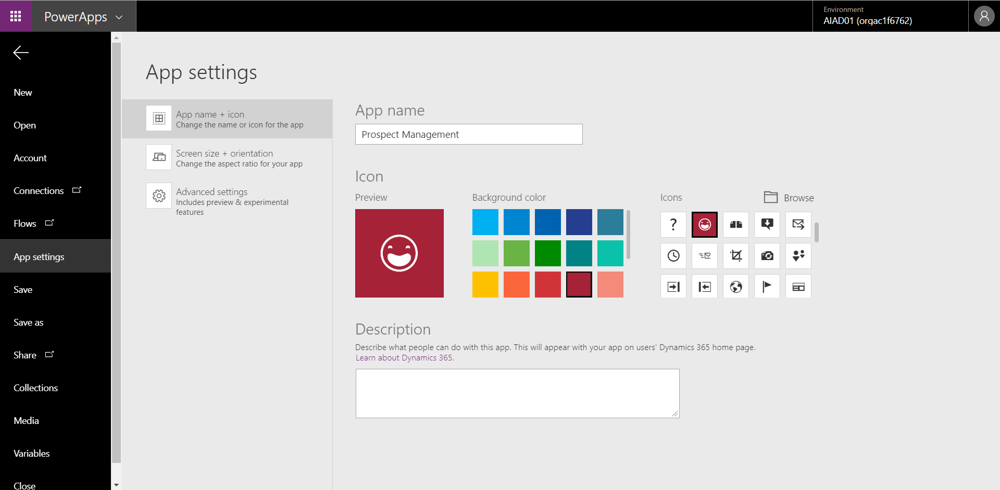 PowerApps
Environment
AIAD01 (orgac1f6762)
New
Open
Account
Connections
Flows
App settings
Save
Save as
Share
Collections
Media
Variables
Close
App settings
App name + icon
Change the name or icon for the app
Screen size + orientation
Change the aspect ratio for your app
Advanced settings
Includes preview & experimental
features
App name
Prospect Management
Icon
Preview
Background color
Icons
Browse
?
Description
Describe what people can do with this app. This will appear with your app on users' Dynamics 365 home page.
Learn about Dynamics 365.